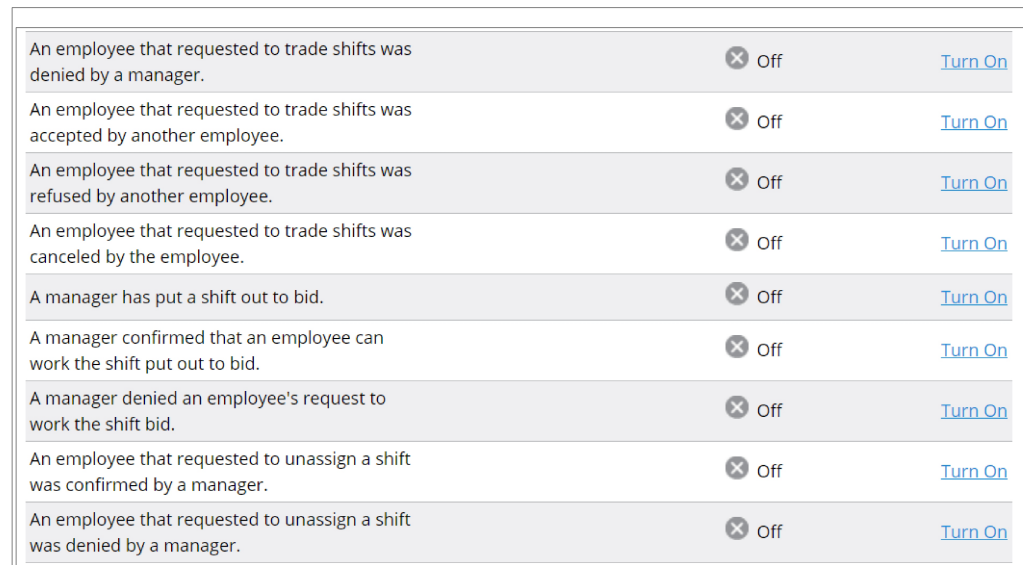 An employee that requested to trade shifts was
denied by a manager.
Off
Turn On
An employee that requested to trade shifts was
accepted by another employee.
Off
Turn On
An employee that requested to trade shifts was
refused by another employee.
Off
Turn On
An employee that requested to trade shifts was
canceled by the employee.
Off
Turn On
A manager has put a shift out to bid.
Off
Turn On
A manager confirmed that an employee can
work the shift put out to bid.
Off
Turn On
A manager denied an employee's request to
work the shift bid.
Off
Turn On
An employee that requested to unassign a shift
was confirmed by a manager.
Off
Turn On
An employee that requested to unassign a shift
was denied by a manager.
Off
Turn On